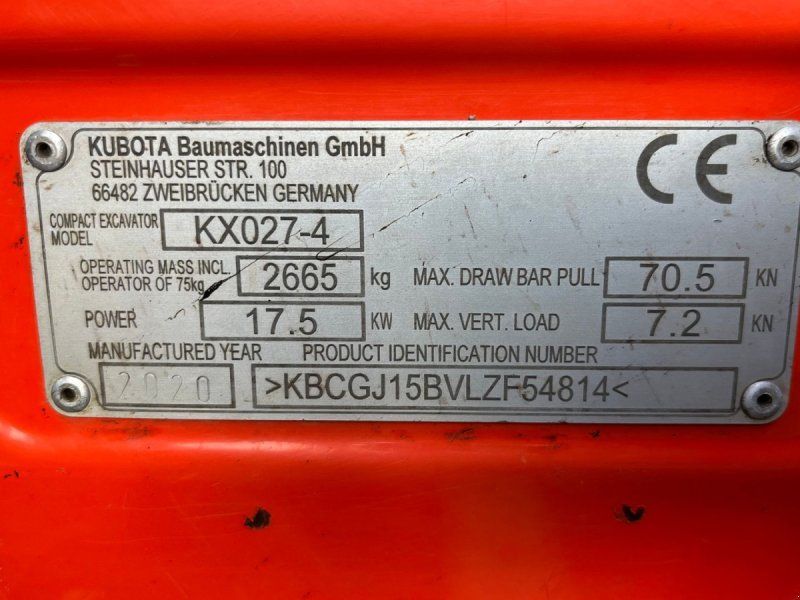 KUBOTA Baumaschinen GmbH
STEINHAUSER STR. 100
66482 ZWEIBRÜCKEN GERMANY
CE
COMPACT EXCAVATOR MODEL KX027-4
OPERATING MASS INCL. OPERATOR OF 75kg 2665 kg MAX. DRAW BAR PULL 70.5 KN
POWER 17.5 KW MAX. VERT. LOAD 7.2 KN
MANUFACTURED YEAR PRODUCT IDENTIFICATION NUMBER
2020 >KBCGJ15BVLZF54814<